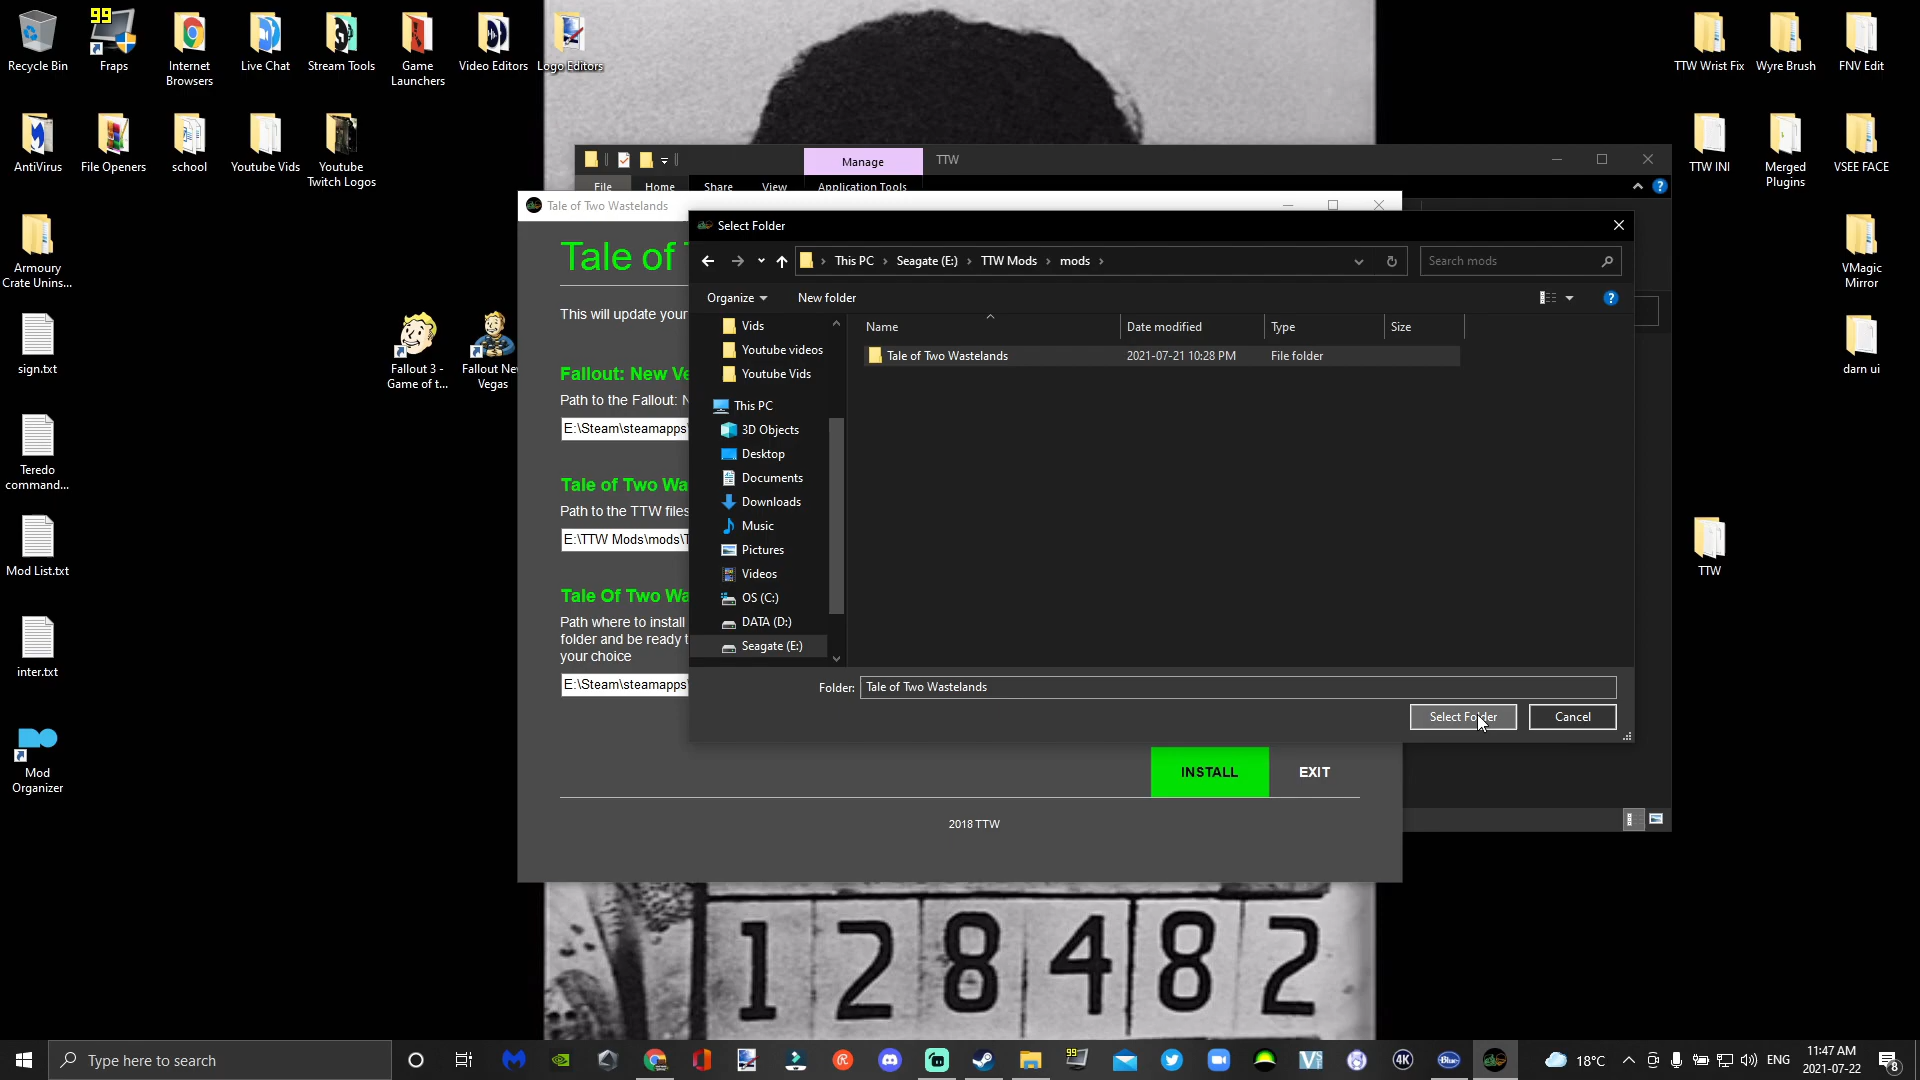 Recycle Bin
99
Fraps
Internet
Browsers
Live Chat
Stream Tools
Game
Launchers
Video Editors
Logo Editors
TTW Wrist Fix
Wyre Brush
FNV Edit
AntiVirus
File Openers
school
Youtube Vids
Youtube
Twitch Logos
TTW INI
Merged
Plugins
VSEE FACE
Armoury
Crate Unins...
VMagic
Mirror
sign.txt
Fallout 3 -
Game of t...
Fallout New
Vegas
darn ui
Teredo
command...
Mod List.txt
TTW
inter.txt
Mod
Organizer
Manage
TTW
File
Home
Share
View
Application Tools
Tale of Two Wastelands
Tale of
This will update your
Fallout: New Ve
Path to the Fallout: N
E:\Steam\steamapps\
Tale of Two Wa
Path to the TTW files
E:\TTW Mods\mods\T
Tale Of Two Wa
Path where to install
folder and be ready t
your choice
E:\Steam\steamapps\
INSTALL
EXIT
2018 TTW
Select Folder
This PC
Seagate (E:)
TTW Mods
mods
Search mods
Organize
New folder
Name
Date modified
Type
Size
Tale of Two Wastelands
2021-07-21 10:28 PM
File folder
Vids
Youtube videos
Youtube Vids
This PC
3D Objects
Desktop
Documents
Downloads
Music
Pictures
Videos
OS (C:)
DATA (D:)
Seagate (E:)
Folder:
Tale of Two Wastelands
Select Folder
Cancel
128482
Type here to search
99
4K
Blue
18°C
ENG
11:47 AM
2021-07-22
8